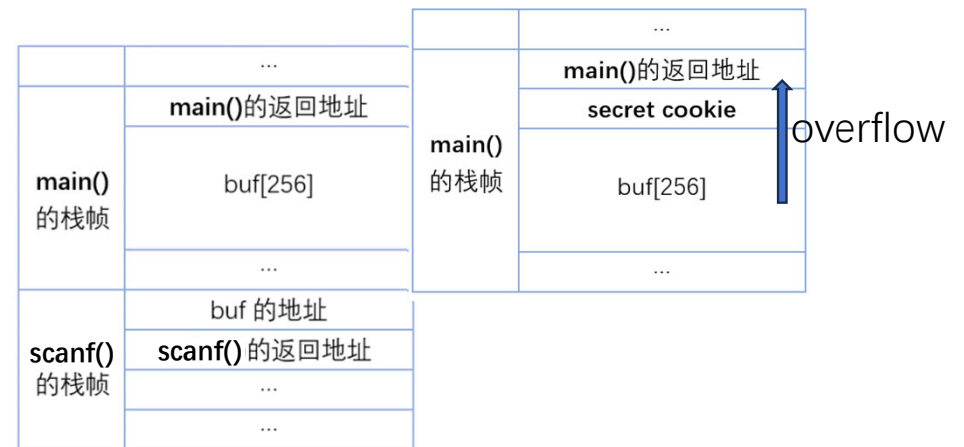 ...
main()的返回地址
main()
的栈帧
buf[256]
...
buf 的地址
scanf()
的栈帧
scanf() 的返回地址
...
...
...
main()的返回地址
secret cookie
main()
的栈帧
buf[256]
...
overflow